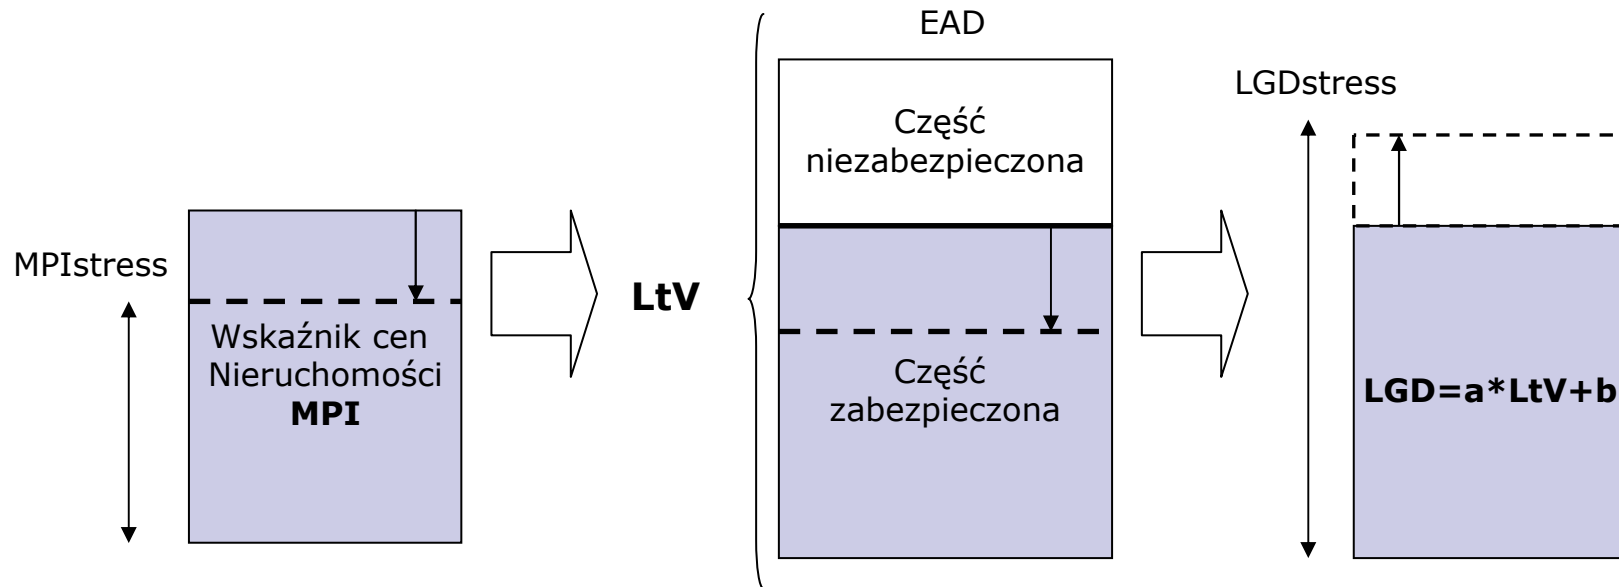 EAD
LGDstress
Część
niezabezpieczona
MPIstress
LtV
Wskaźnik cen
Nieruchomości
MPI
Część
zabezpieczona
LGD=a*LtV+b